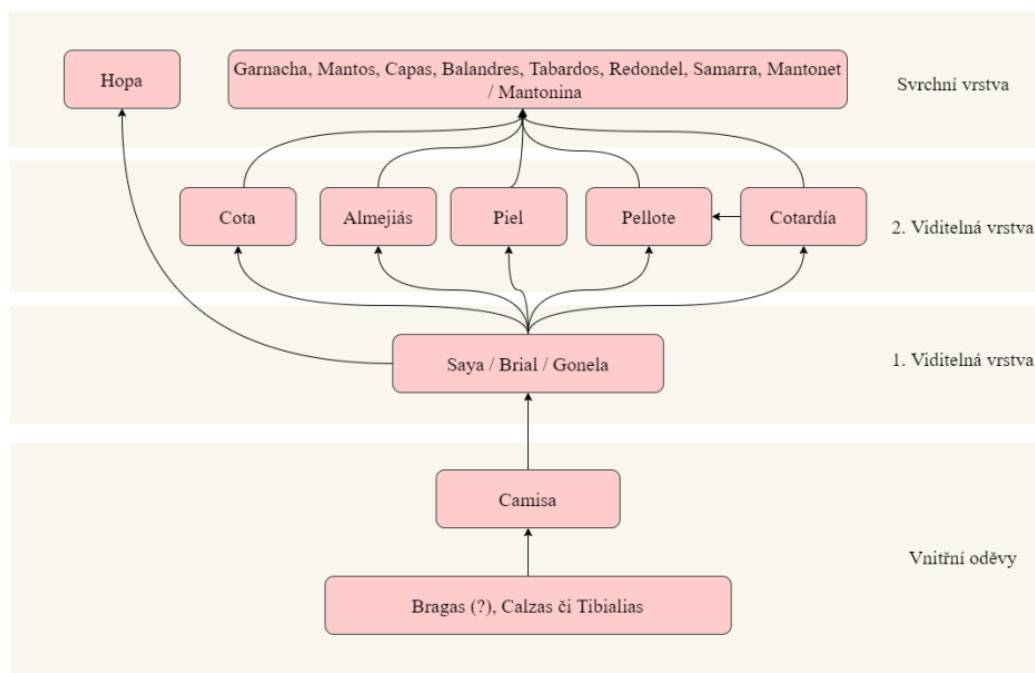 Hopa
Garnacha, Mantos, Capas, Balandres, Tabardos, Redondel, Samarra, Mantonet
/ Mantonina
Svrchní vrstva
Cota
Almejiás
Piel
Pellote
Cotardía
2. Viditelná vrstva
Saya / Brial / Gonela
1. Viditelná vrstva
Camisa
Vnitřní oděvy
Bragas (?), Calzas či Tibialias